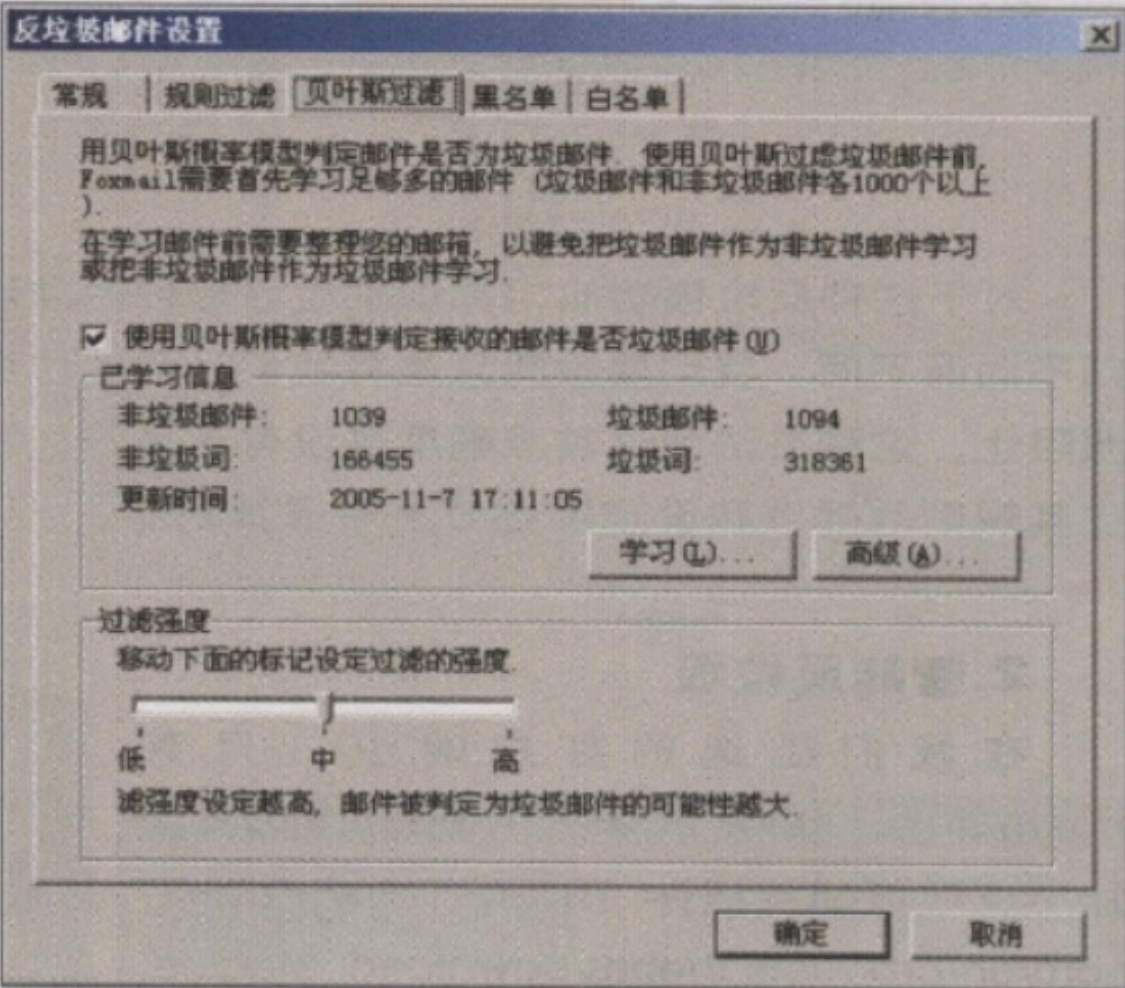 反垃圾邮件设置
常规 规则过滤 贝叶斯过滤 黑名单 白名单
用贝叶斯概率模型判定邮件是否为垃圾邮件. 使用贝叶斯过虑垃圾邮件前,
Foxmail需要首先学习足够多的邮件 (垃圾邮件和非垃圾邮件各1000个以上
).
在学习邮件前需要整理您的邮箱, 以避免把垃圾邮件作为非垃圾邮件学习
或把非垃圾邮件作为垃圾邮件学习.
使用贝叶斯概率模型判定接收的邮件是否垃圾邮件(U)
已学习信息
非垃圾邮件: 1039 垃圾邮件: 1094
非垃圾词: 166455 垃圾词: 318361
更新时间: 2005-11-7 17:11:05
学习(L)... 高级(A)...
过滤强度
移动下面的标记设定过滤的强度.
低 中 高
滤强度设定越高, 邮件被判定为垃圾邮件的可能性越大.
确定 取消